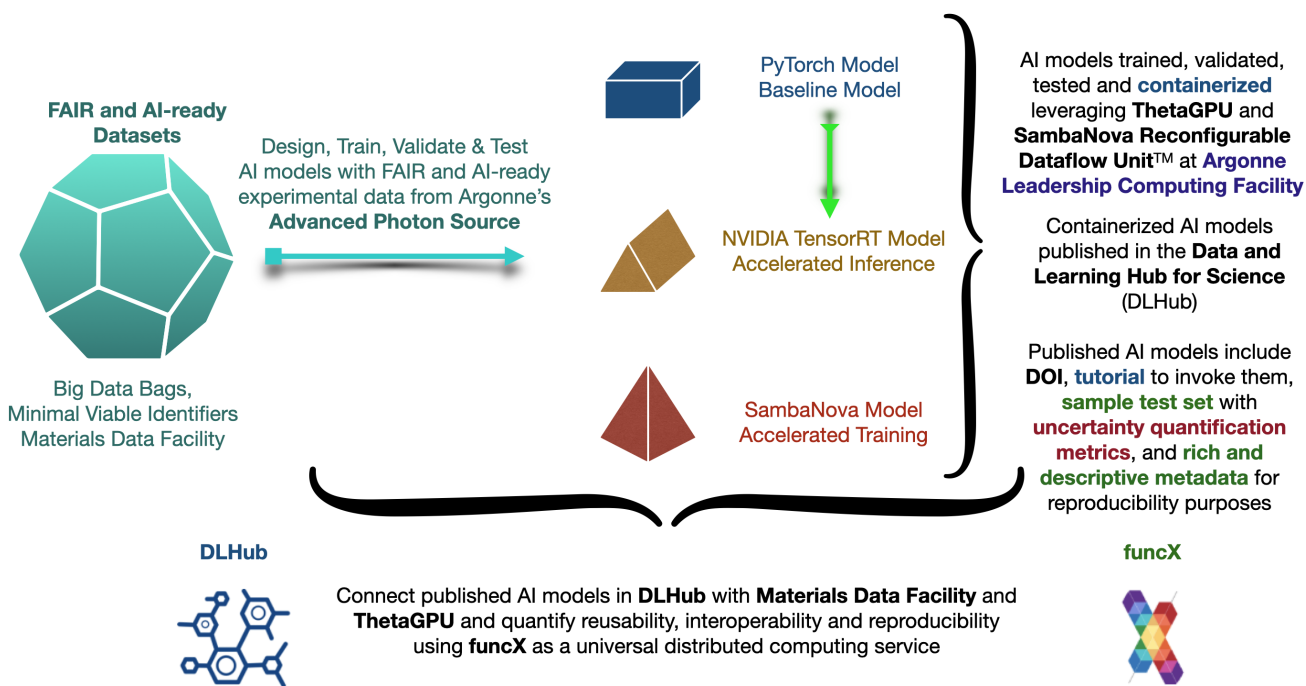 FAIR and AI-ready
Datasets
Big Data Bags,
Minimal Viable Identifiers
Materials Data Facility
Design, Train, Validate & Test
AI models with FAIR and AI-ready
experimental data from Argonne's
Advanced Photon Source
PyTorch Model
Baseline Model
NVIDIA TensorRT Model
Accelerated Inference
SambaNova Model
Accelerated Training
AI models trained, validated,
tested and containerized
leveraging ThetaGPU and
SambaNova Reconfigurable
Dataflow Unit™ at Argonne
Leadership Computing Facility
Containerized AI models
published in the Data and
Learning Hub for Science
(DLHub)
Published AI models include
DOI, tutorial to invoke them,
sample test set with
uncertainty quantification
metrics, and rich and
descriptive metadata for
reproducibility purposes
DLHub
Connect published AI models in DLHub with Materials Data Facility and
ThetaGPU and quantify reusability, interoperability and reproducibility
using funcX as a universal distributed computing service
funcX